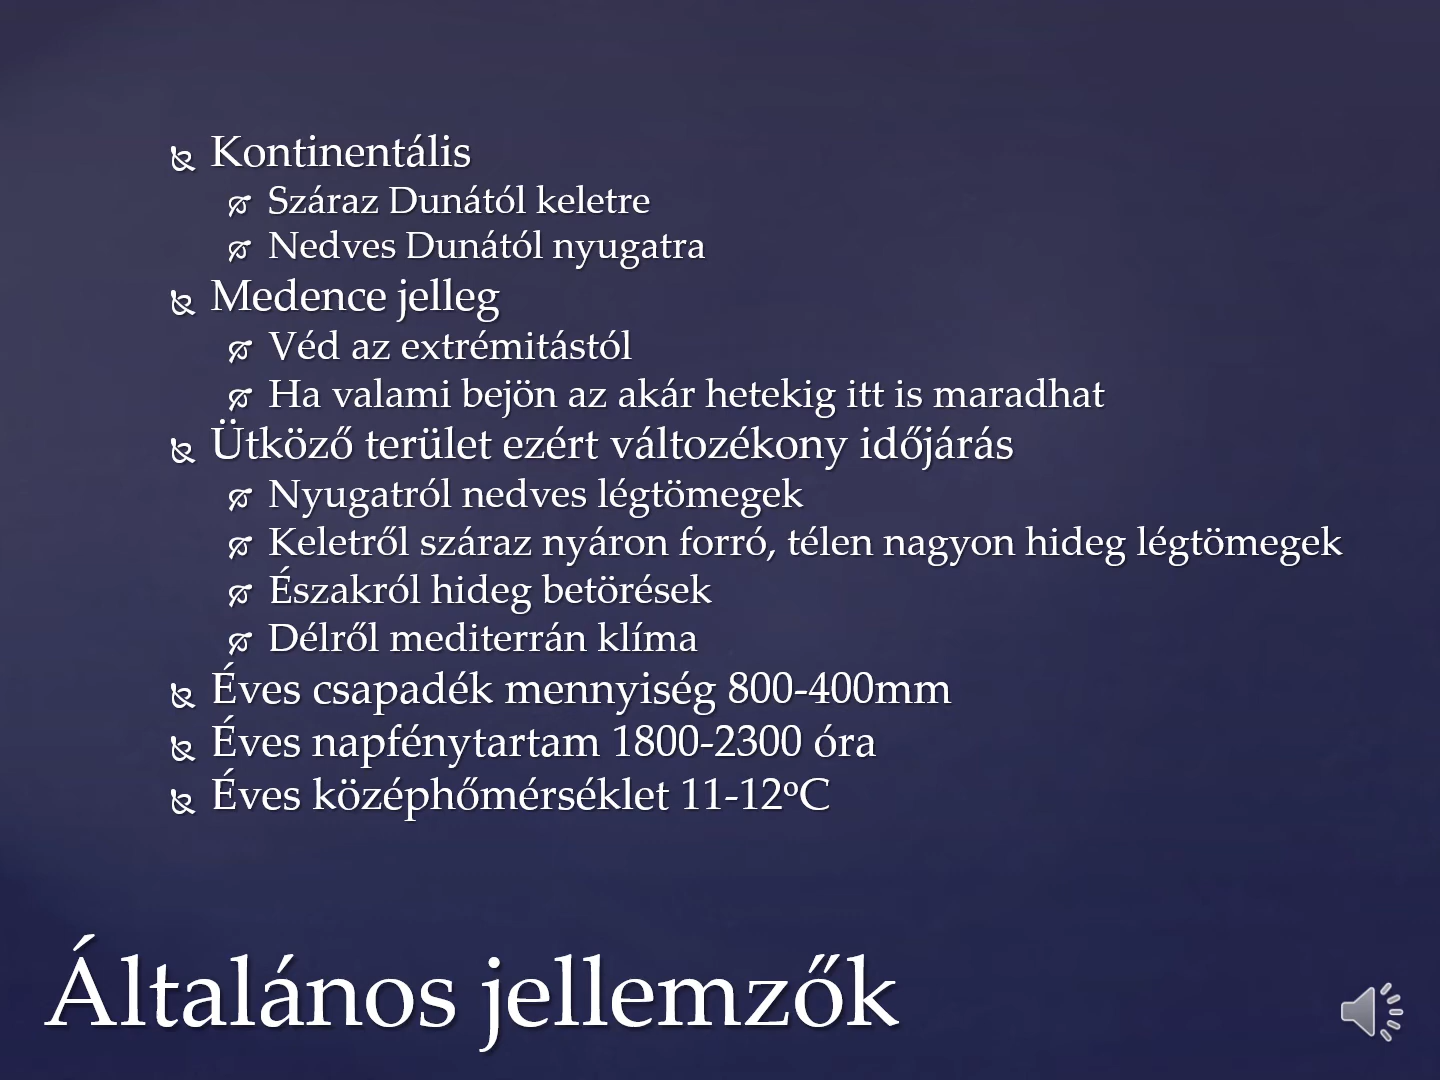 Kontinentális
Száraz Dunától keletre
Nedves Dunától nyugatra
Medence jelleg
Véd az extrémitástól
Ha valami bejön az akár hetekig itt is maradhat
Ütköző terület ezért változékony időjárás
Nyugatról nedves légtömegek
Keletről száraz nyáron forró, télen nagyon hideg légtömegek
Északról hideg betörések
Délről mediterrán klíma
Éves csapadék mennyiség 800-400mm
Éves napfénytartam 1800-2300 óra
Éves középhőmérséklet 11-12ºC
Általános jellemzők